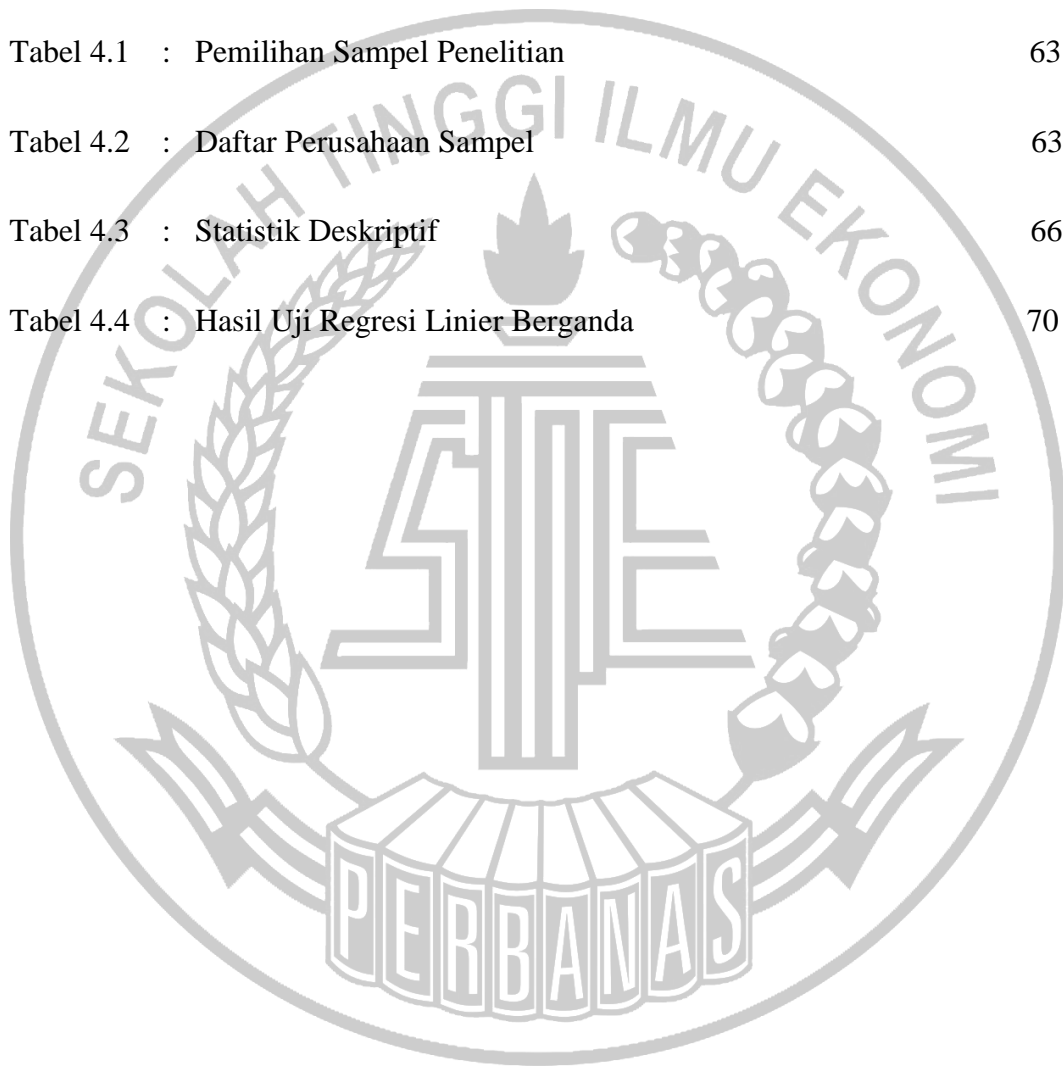 Tabel 4.1 : Pemilihan Sampel Penelitian 63
Tabel 4.2 : Daftar Perusahaan Sampel 63
Tabel 4.3 : Statistik Deskriptif 66
Tabel 4.4 : Hasil Uji Regresi Linier Berganda 70
SEKOLAH TINGGI ILMU EKONOMI
STIE
PERBANAS